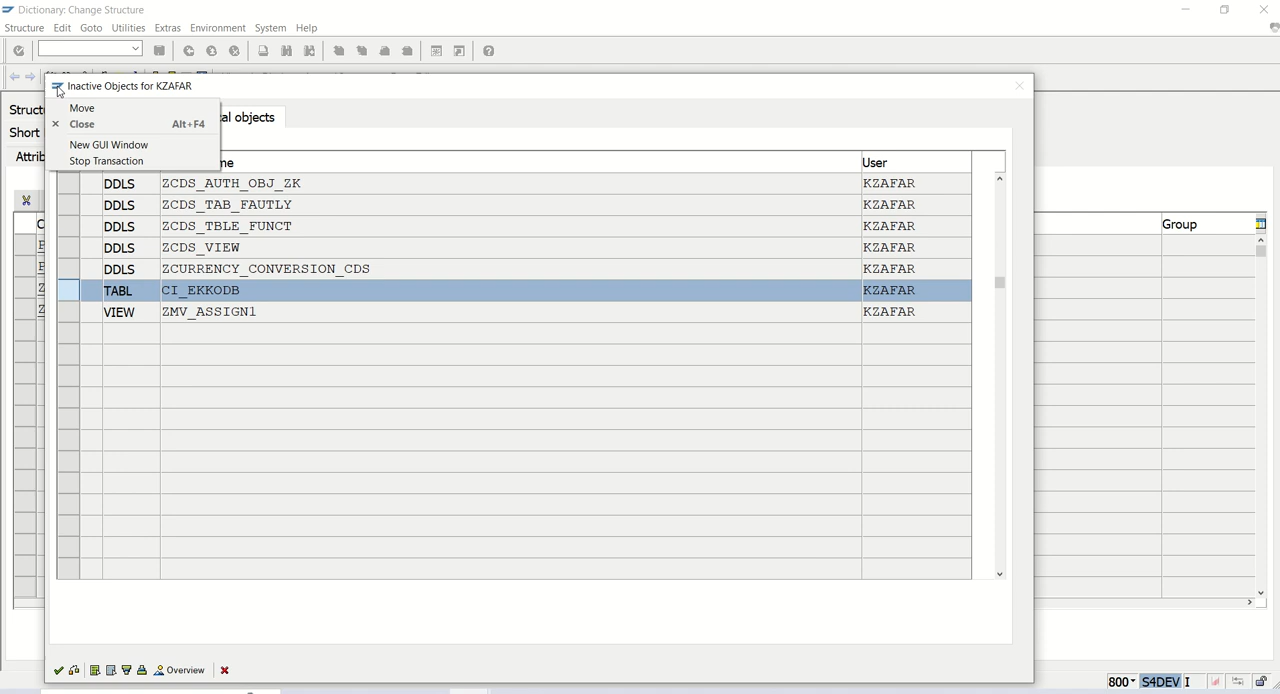 Dictionary: Change Structure
Structure Edit Goto Utilities Extras Environment System Help
Inactive Objects for KZAFAR
Move
Close Alt+F4
New GUI Window
Stop Transaction
al objects
Struct
Short
Attrib
me User
DDLS ZCDS_AUTH_OBJ_ZK KZAFAR
DDLS ZCDS_TAB_FAUTLY KZAFAR
DDLS ZCDS_TBLE_FUNCT KZAFAR
DDLS ZCDS_VIEW KZAFAR
DDLS ZCURRENCY_CONVERSION_CDS KZAFAR
TABL CI_EKKODB KZAFAR
VIEW ZMV_ASSIGN1 KZAFAR
Group
Overview
800 S4DEV I